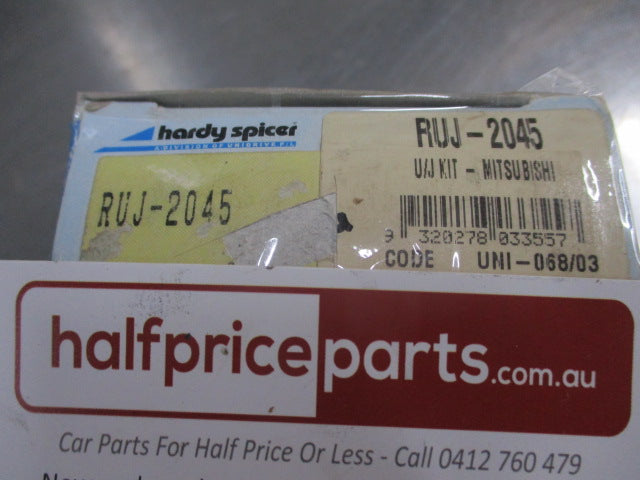 hardy spicer
A DIVISION OF UNIDRIVE P/L
RUJ-2045
RUJ-2045
U/J KIT - MITSUBISHI
9 320278 033557
CODE UNI-068/03
halfpriceparts.com.au
Car Parts For Half Price Or Less - Call 0412 760 479